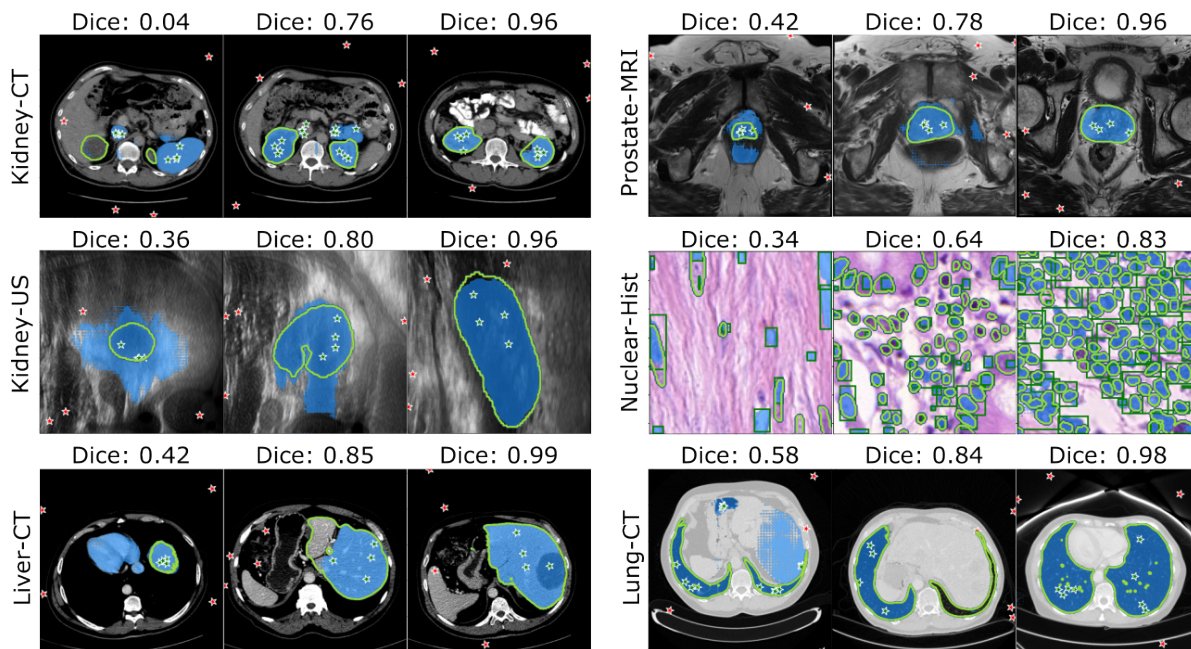 Kidney-CT
Dice: 0.04
Dice: 0.76
Dice: 0.96
Prostate-MRI
Dice: 0.42
Dice: 0.78
Dice: 0.96
Kidney-US
Dice: 0.36
Dice: 0.80
Dice: 0.96
Nuclear-Hist
Dice: 0.34
Dice: 0.64
Dice: 0.83
Liver-CT
Dice: 0.42
Dice: 0.85
Dice: 0.99
Lung-CT
Dice: 0.58
Dice: 0.84
Dice: 0.98